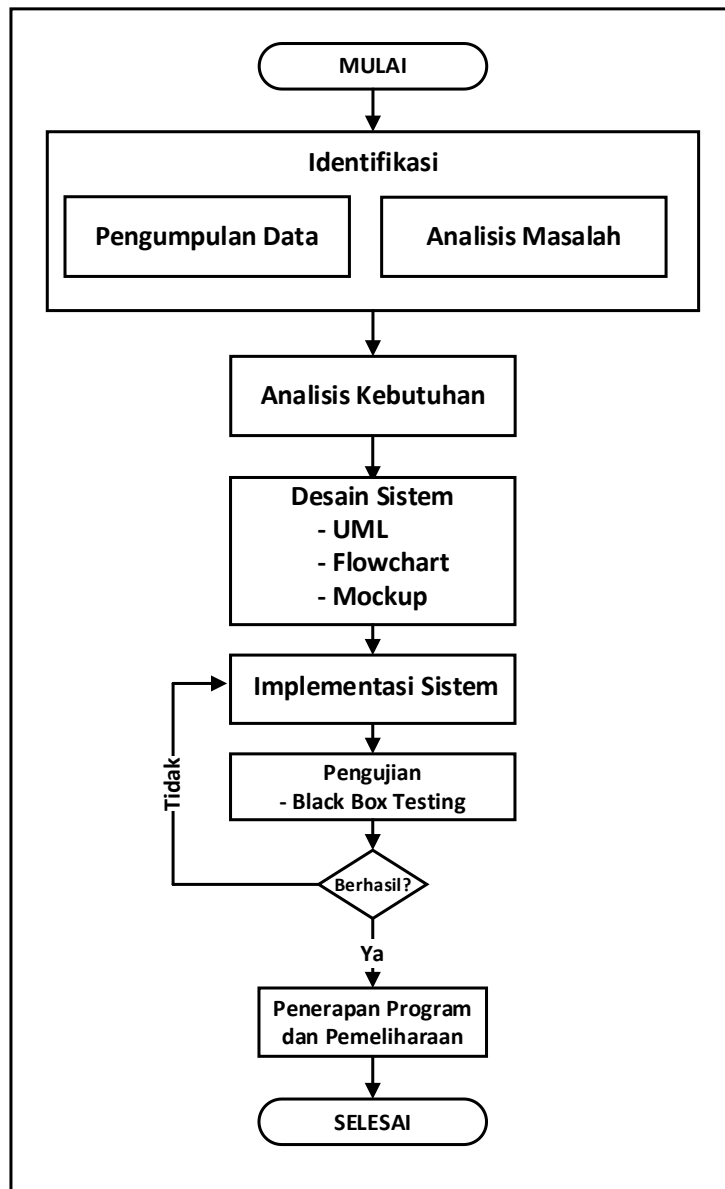 MULAI
Identifikasi
Pengumpulan Data
Analisis Masalah
Analisis Kebutuhan
Desain Sistem
- UML
- Flowchart
- Mockup
Implementasi Sistem
Tidak
Pengujian
- Black Box Testing
Berhasil?
Ya
Penerapan Program
dan Pemeliharaan
SELESAI